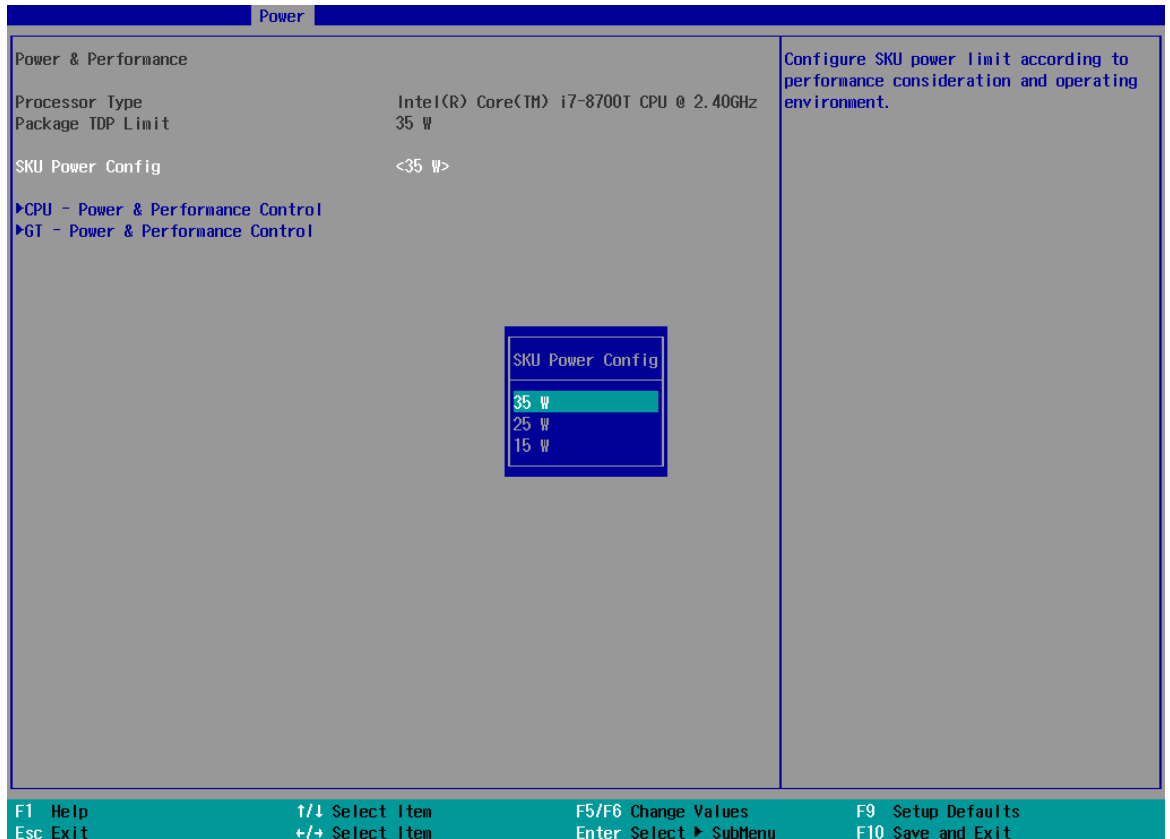 Power
Power & Performance
Processor Type Intel(R) Core(TM) i7-8700T CPU @ 2.40GHz
Package TDP Limit 35 W
SKU Power Config <35 W>
▶CPU - Power & Performance Control
▶GT - Power & Performance Control
Configure SKU power limit according to
performance consideration and operating
environment.
SKU Power Config
35 W
25 W
15 W
F1 Help ↑/↓ Select Item F5/F6 Change Values F9 Setup Defaults
Esc Exit ←/→ Select Item Enter Select ▶ SubMenu F10 Save and Exit